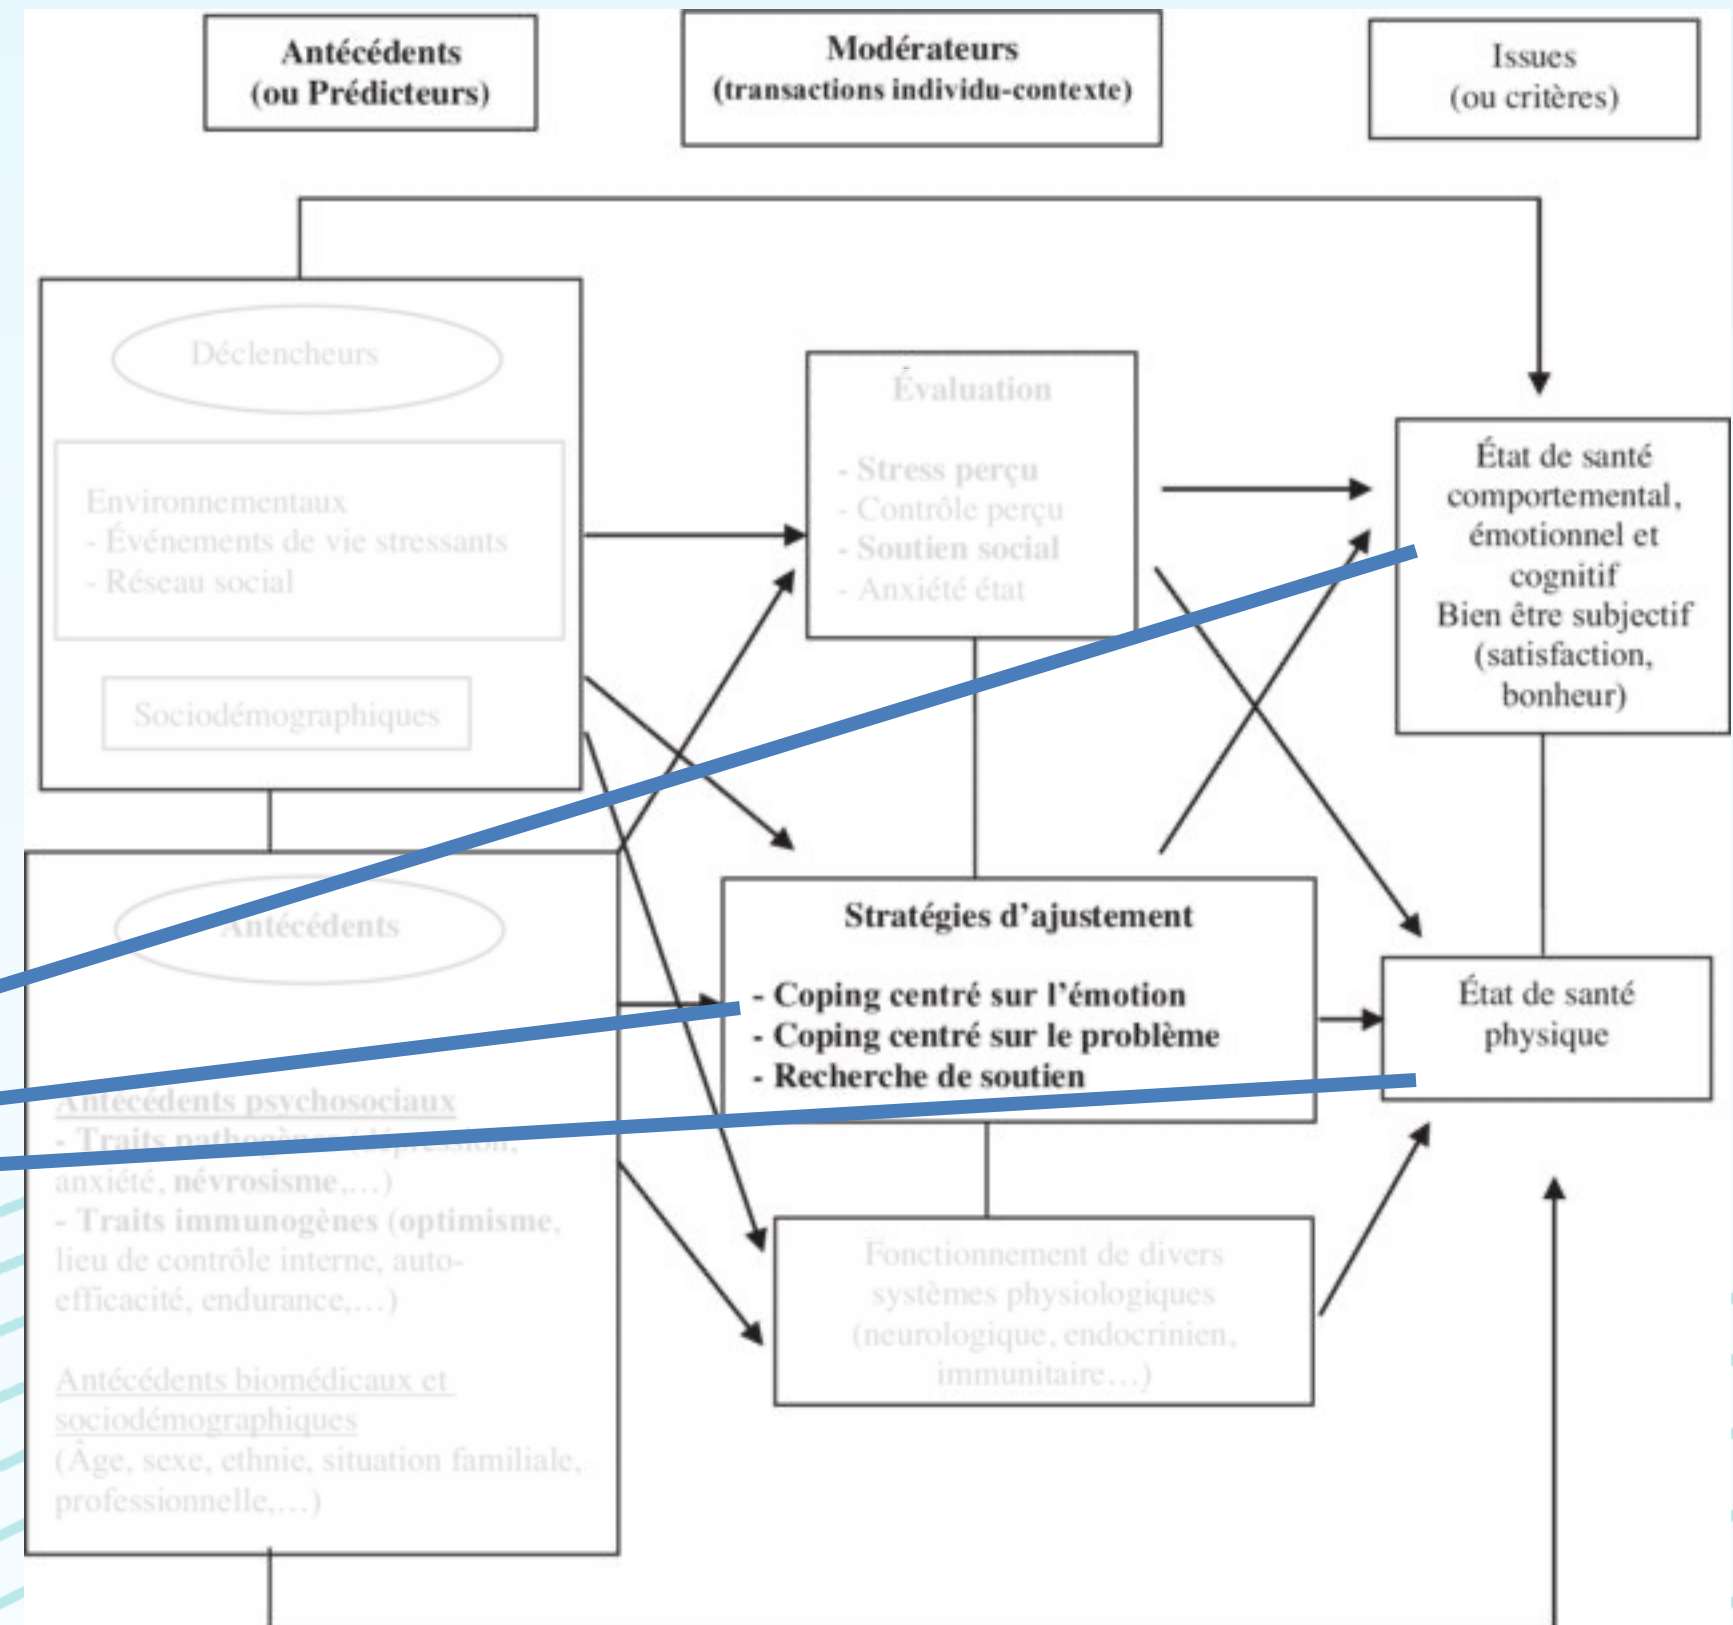 Antécédents
(ou Prédicteurs)
Modérateurs
(transactions individu-contexte)
Issues
(ou critères)
Déclencheurs
Environnementaux
- Événements de vie stressants
- Réseau social
Sociodémographiques
Évaluation
- Stress perçu
- Contrôle perçu
- Soutien social
- Anxiété état
État de santé
comportemental,
émotionnel et
cognitif
Bien être subjectif
(satisfaction,
bonheur)
Antécédents
Antécédents psychosociaux
- Traits pathogènes (dépression,
anxiété, névrosisme,...)
- Traits immunogènes (optimisme,
lieu de contrôle interne, auto-
efficacité, endurance,...)
Antécédents biomédicaux et
sociodémographiques
(Âge, sexe, ethnie, situation familiale,
professionnelle,...)
Stratégies d'ajustement
- Coping centré sur l'émotion
- Coping centré sur le problème
- Recherche de soutien
État de santé
physique
Fonctionnement de divers
systèmes physiologiques
(neurologique, endocrinien,
immunitaire...)